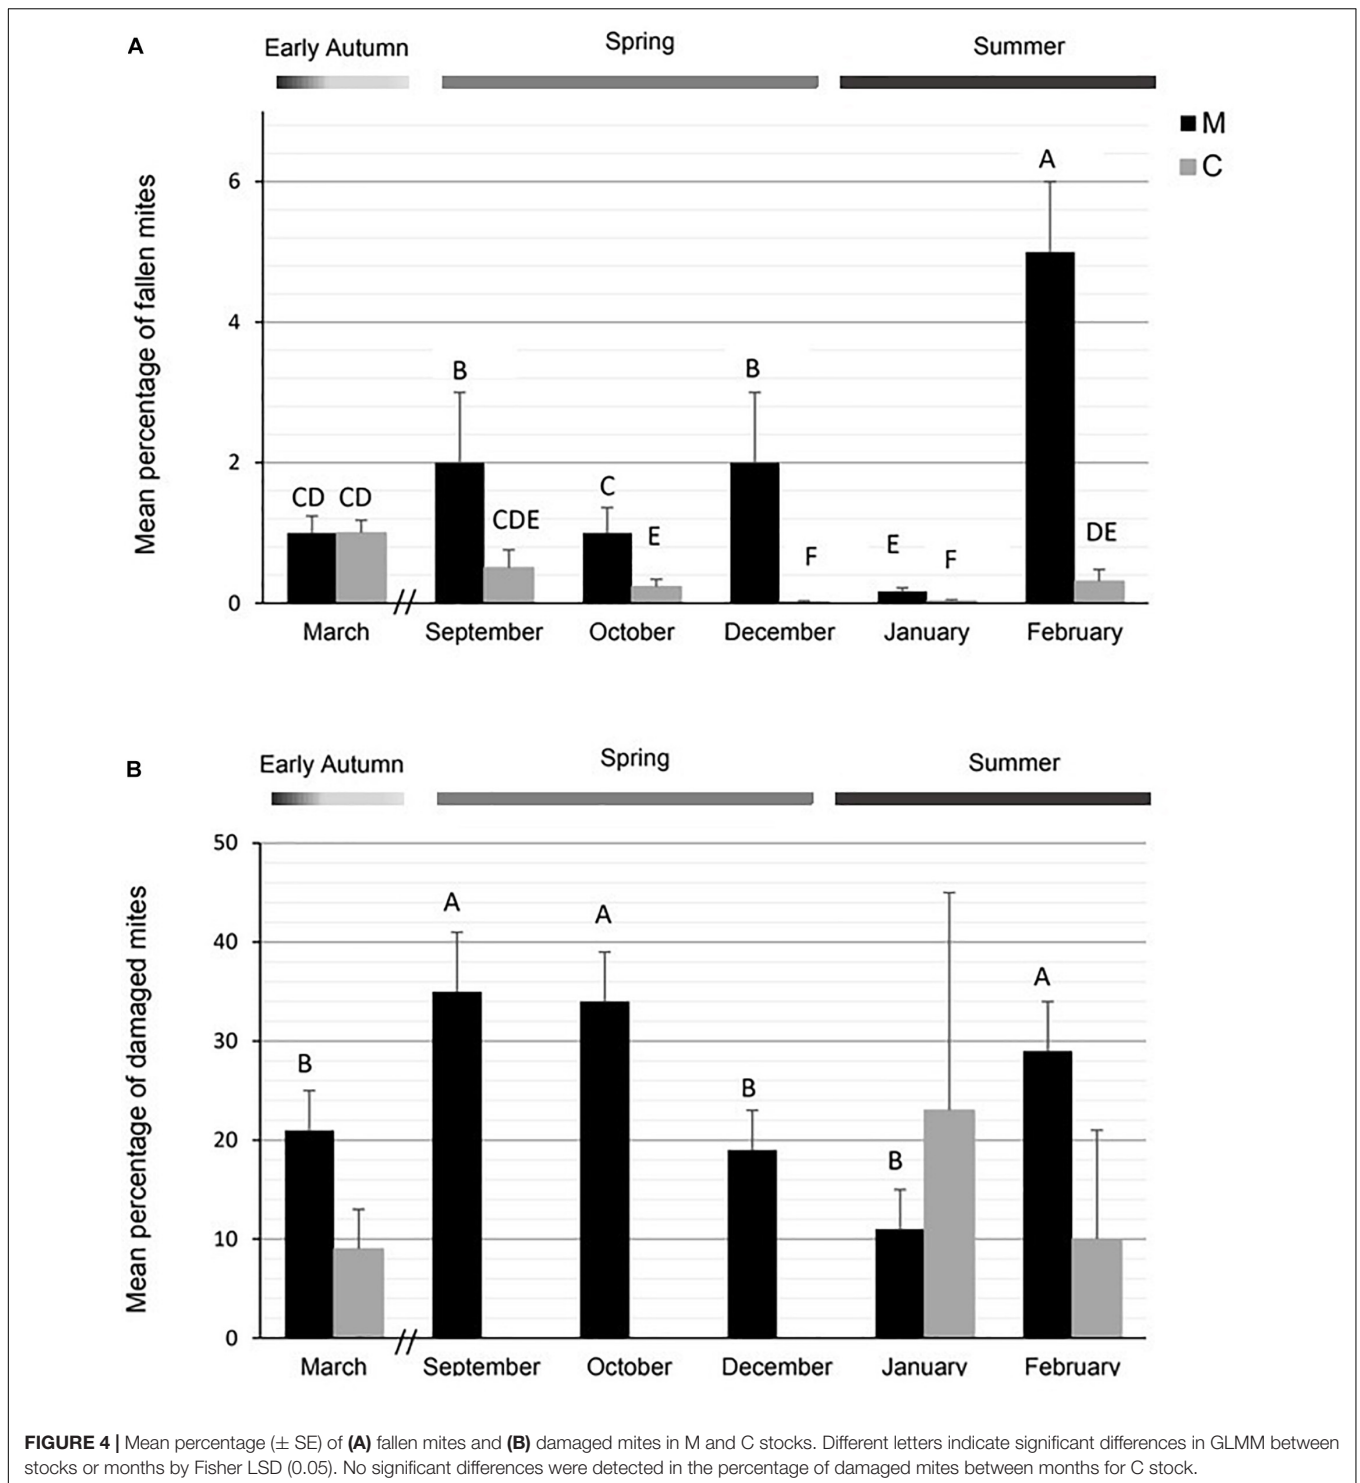 A
Early Autumn
Spring
Summer
M
C
Mean percentage of fallen mites
6
4
2
0
CD
CD
B
CDE
C
E
B
F
E
F
A
DE
March
September
October
December
January
February
B
Early Autumn
Spring
Summer
Mean percentage of damaged mites
50
40
30
20
10
0
B
A
A
B
B
A
March
September
October
December
January
February
FIGURE 4 | Mean percentage (± SE) of (A) fallen mites and (B) damaged mites in M and C stocks. Different letters indicate significant differences in GLMM between
stocks or months by Fisher LSD (0.05). No significant differences were detected in the percentage of damaged mites between months for C stock.